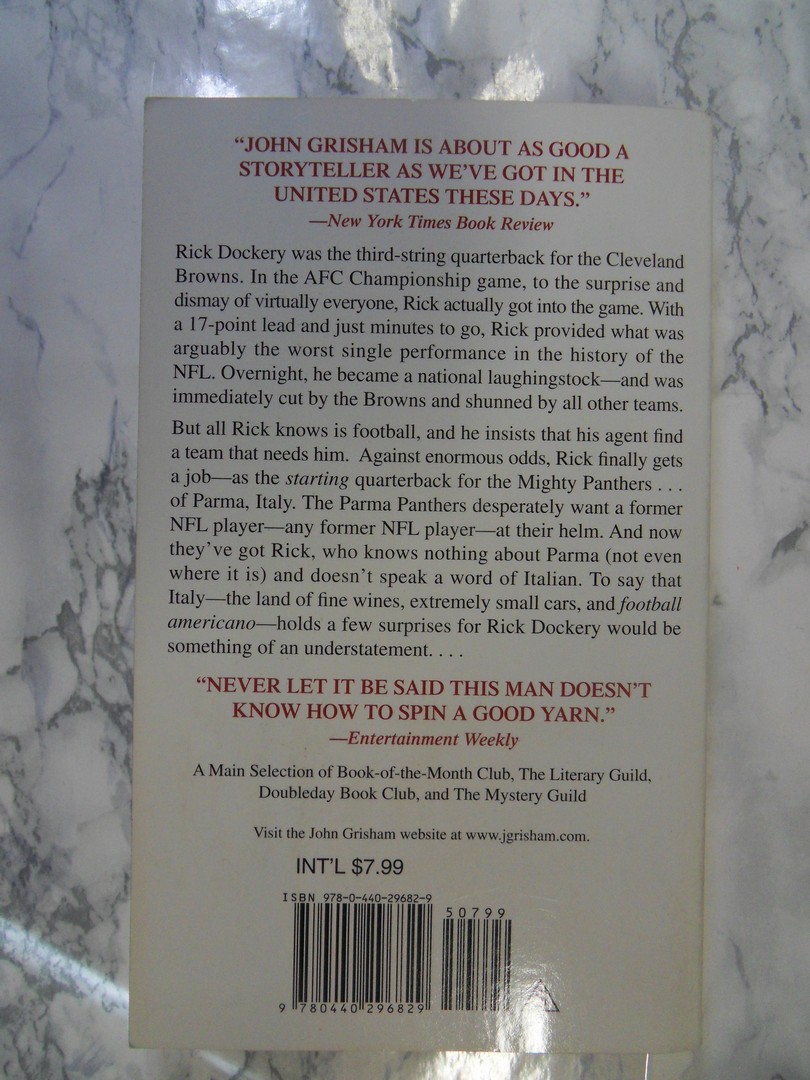 “JOHN GRISHAM IS ABOUT AS GOOD A
STORYTELLER AS WE’VE GOT IN THE
UNITED STATES THESE DAYS.”
—New York Times Book Review
Rick Dockery was the third-string quarterback for the Cleveland
Browns. In the AFC Championship game, to the surprise and
dismay of virtually everyone, Rick actually got into the game. With
a 17-point lead and just minutes to go, Rick provided what was
arguably the worst single performance in the history of the
NFL. Overnight, he became a national laughingstock—and was
immediately cut by the Browns and shunned by all other teams.
But all Rick knows is football, and he insists that his agent find
a team that needs him. Against enormous odds, Rick finally gets
a job—as the starting quarterback for the Mighty Panthers . . .
of Parma, Italy. The Parma Panthers desperately want a former
NFL player—any former NFL player—at their helm. And now
they’ve got Rick, who knows nothing about Parma (not even
where it is) and doesn’t speak a word of Italian. To say that
Italy—the land of fine wines, extremely small cars, and football
americano—holds a few surprises for Rick Dockery would be
something of an understatement. . . .
“NEVER LET IT BE SAID THIS MAN DOESN’T
KNOW HOW TO SPIN A GOOD YARN.”
—Entertainment Weekly
A Main Selection of Book-of-the-Month Club, The Literary Guild,
Doubleday Book Club, and The Mystery Guild
Visit the John Grisham website at www.jgrisham.com.
INT’L $7.99
ISBN 978-0-440-29682-9
50799
9 780440 296829